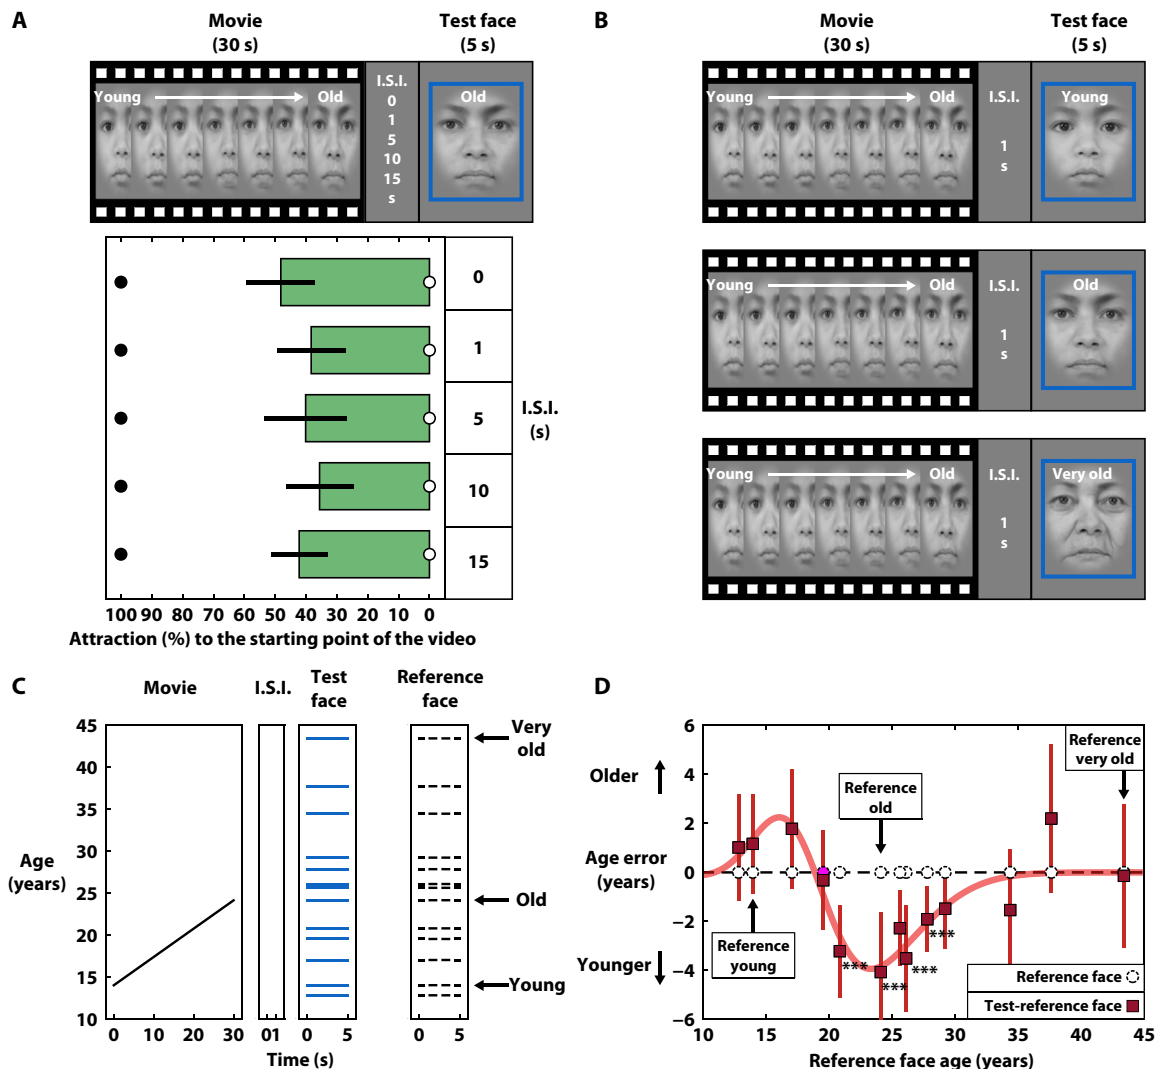 A
Movie
(30 s)
Test face
(5 s)
Young
Old
I.S.I.
0
1
5
10
15
s
Old
0
1
5
10
15
I.S.I.
(s)
100 90 80 70 60 50 40 30 20 10 0
Attraction (%) to the starting point of the video
B
Movie
(30 s)
Test face
(5 s)
Young
Old
I.S.I.
1
s
Young
Young
Old
I.S.I.
1
s
Old
Young
Old
I.S.I.
1
s
Very old
C
Movie
I.S.I.
Test
face
Reference
face
45
40
35
30
25
20
15
10
Age
(years)
Very
old
Old
Young
0 10 20 30
01
0 5
0 5
Time (s)
D
6
4
2
0
−2
−4
−6
Older
Age error
(years)
Younger
Reference
old
Reference
very old
Reference
young
***
***
***
***
Reference face
Test-reference face
10 15 20 25 30 35 40 45
Reference face age (years)